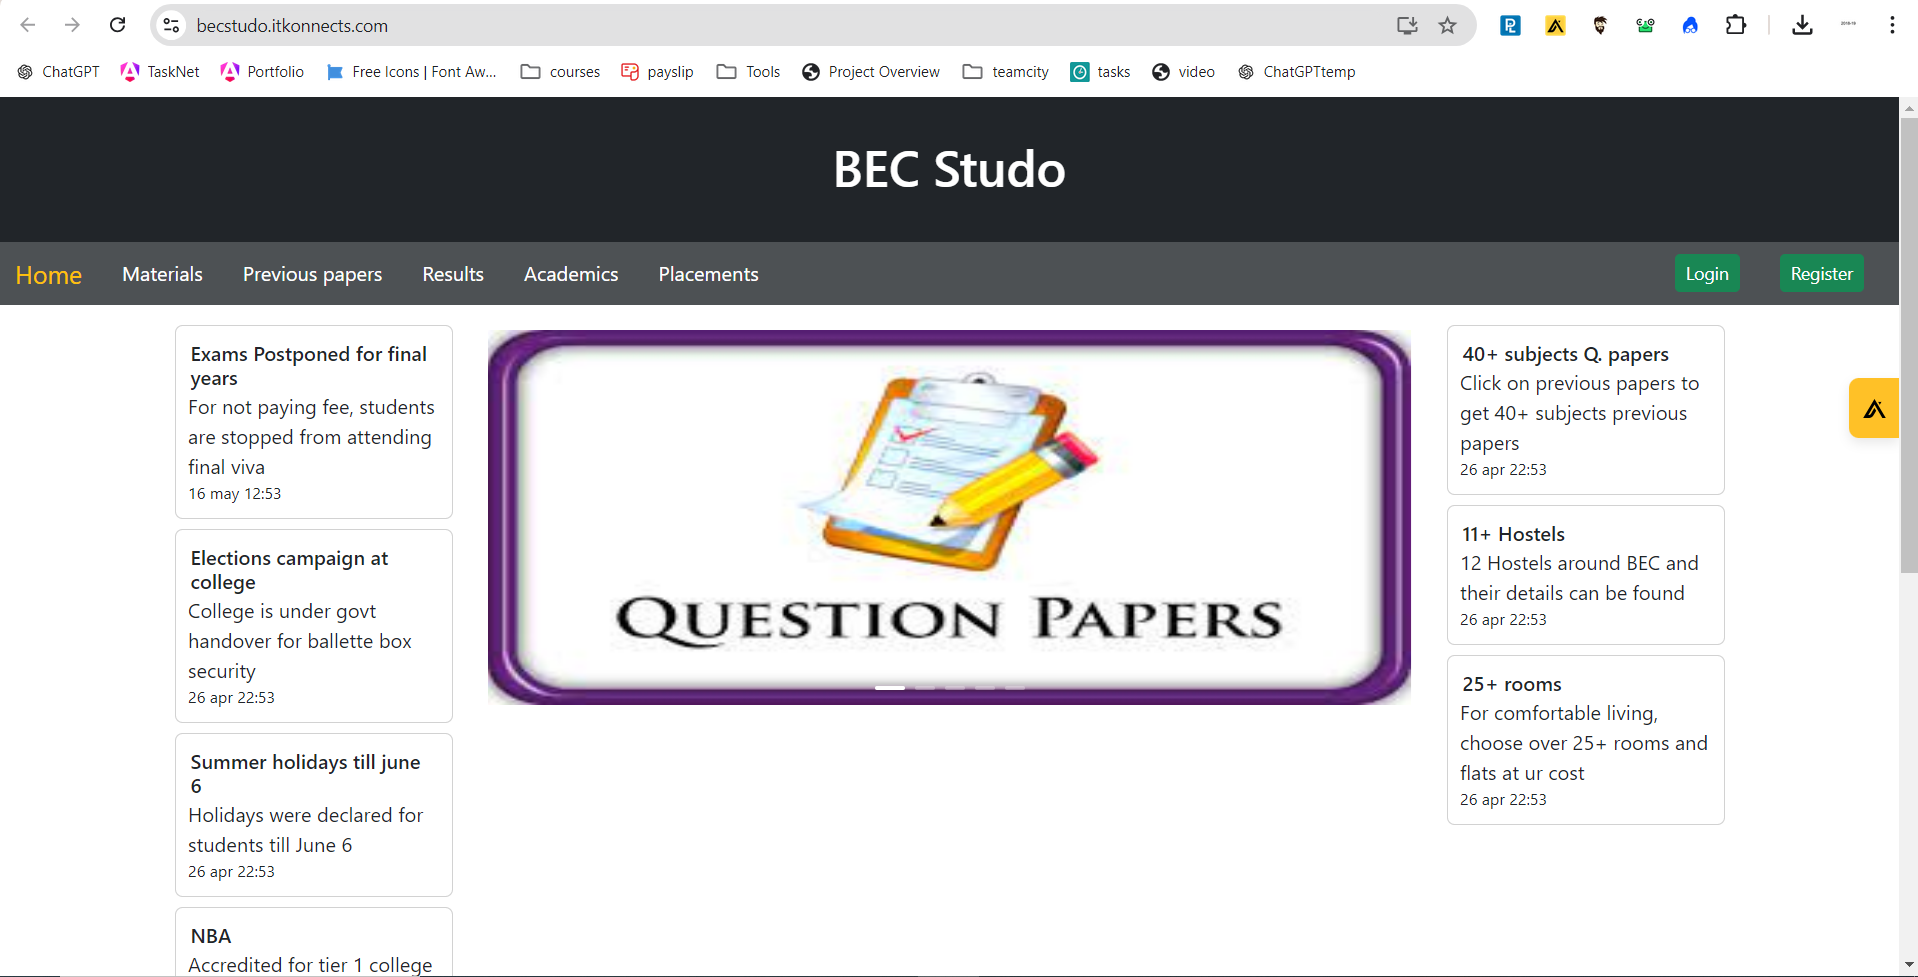 becstudo.itkonnects.com
ChatGPT TaskNet Portfolio Free Icons | Font Aw... courses payslip Tools Project Overview teamcity tasks video ChatGPTtemp
BEC Studo
Home Materials Previous papers Results Academics Placements Login Register
Exams Postponed for final
years
For not paying fee, students
are stopped from attending
final viva
16 may 12:53
Elections campaign at
college
College is under govt
handover for ballette box
security
26 apr 22:53
Summer holidays till june
6
Holidays were declared for
students till June 6
26 apr 22:53
NBA
Accredited for tier 1 college
QUESTION PAPERS
40+ subjects Q. papers
Click on previous papers to
get 40+ subjects previous
papers
26 apr 22:53
11+ Hostels
12 Hostels around BEC and
their details can be found
26 apr 22:53
25+ rooms
For comfortable living,
choose over 25+ rooms and
flats at ur cost
26 apr 22:53